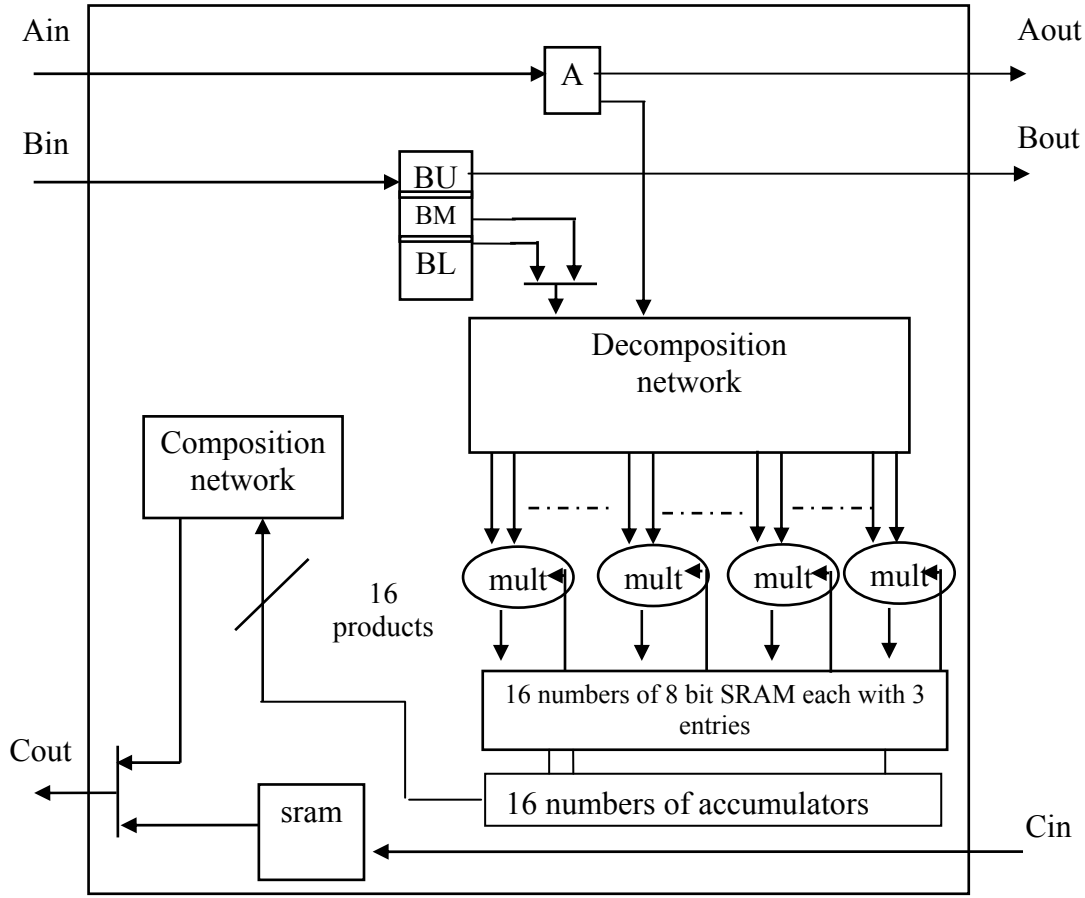 Ain
Aout
A
Bin
Bout
BU
BM
BL
Decomposition
network
Composition
network
mult
mult
mult
mult
16
products
16 numbers of 8 bit SRAM each with 3
entries
Cout
sram
16 numbers of accumulators
Cin